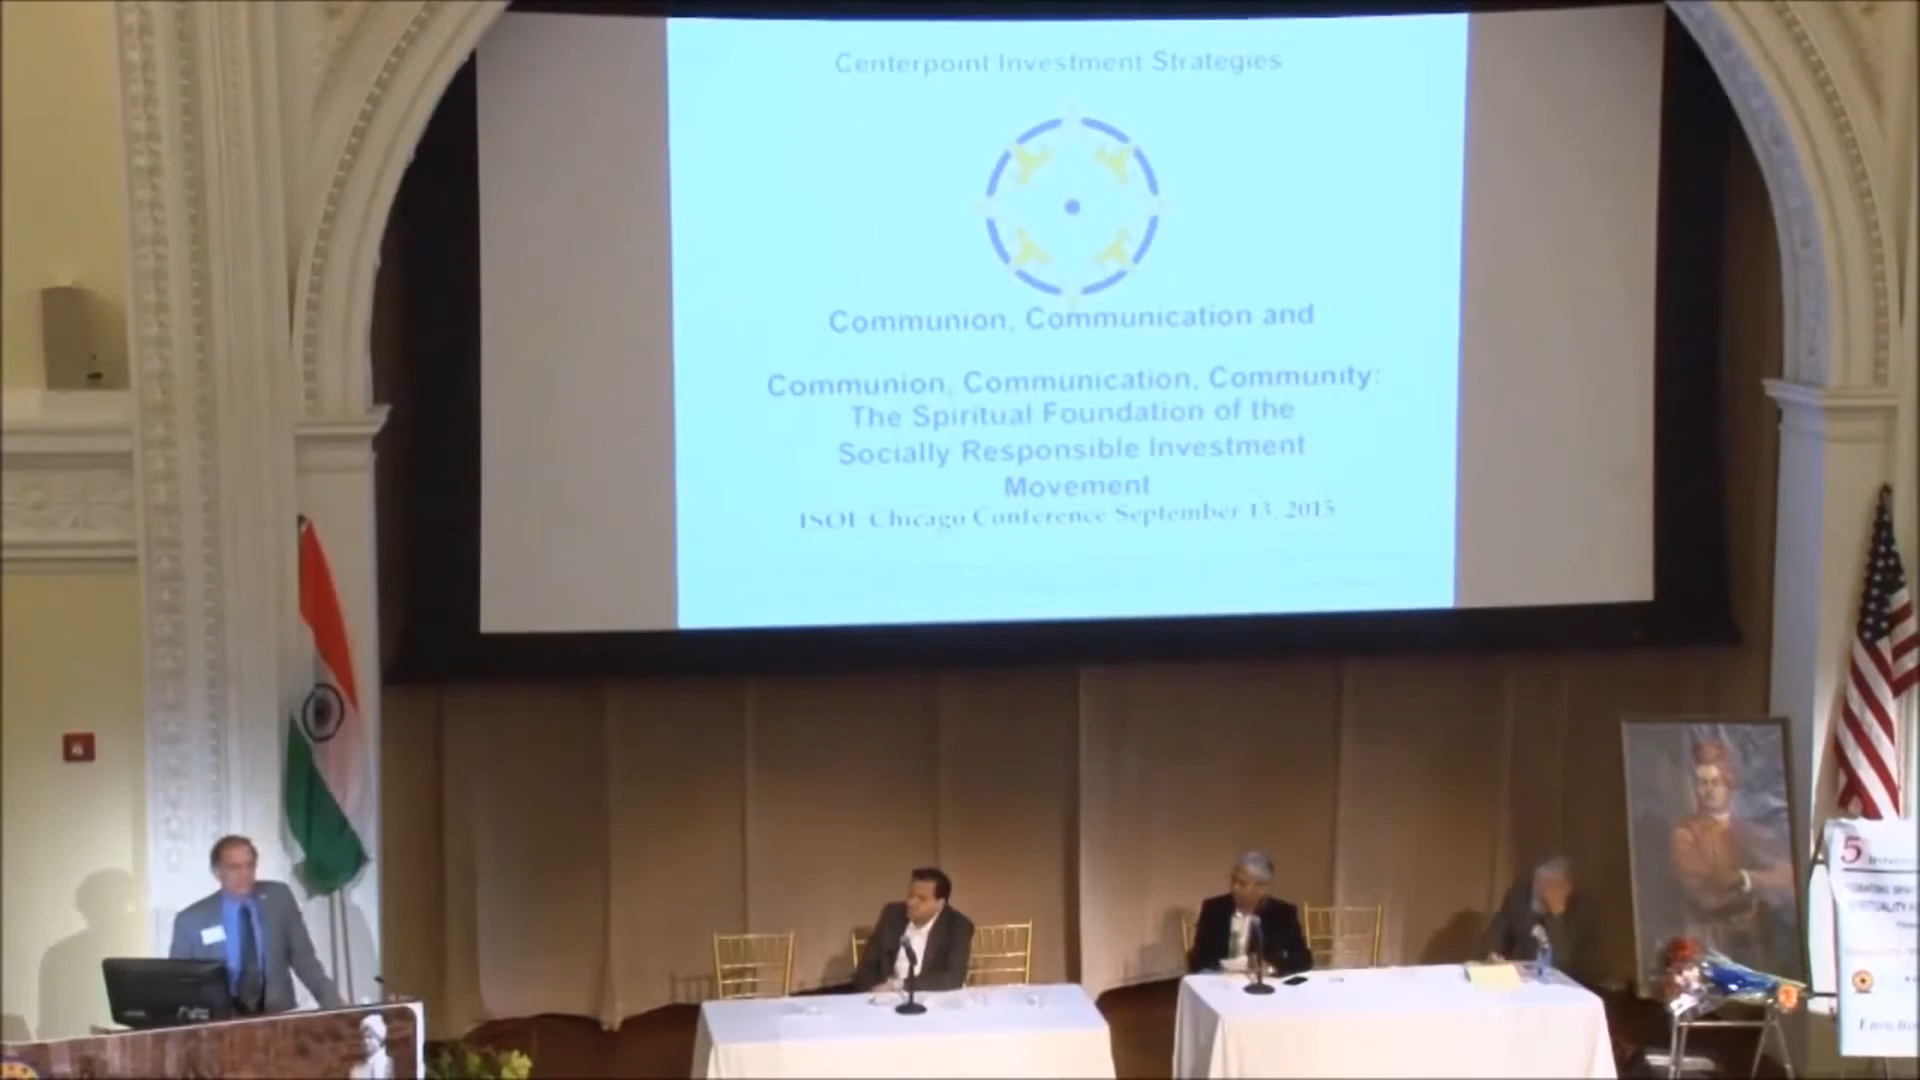 Centerpoint Investment Strategies
Communion, Communication and
Communion, Communication, Community:
The Spiritual Foundation of the
Socially Responsible Investment
Movement
Chicago Conference September 13, 2015
5